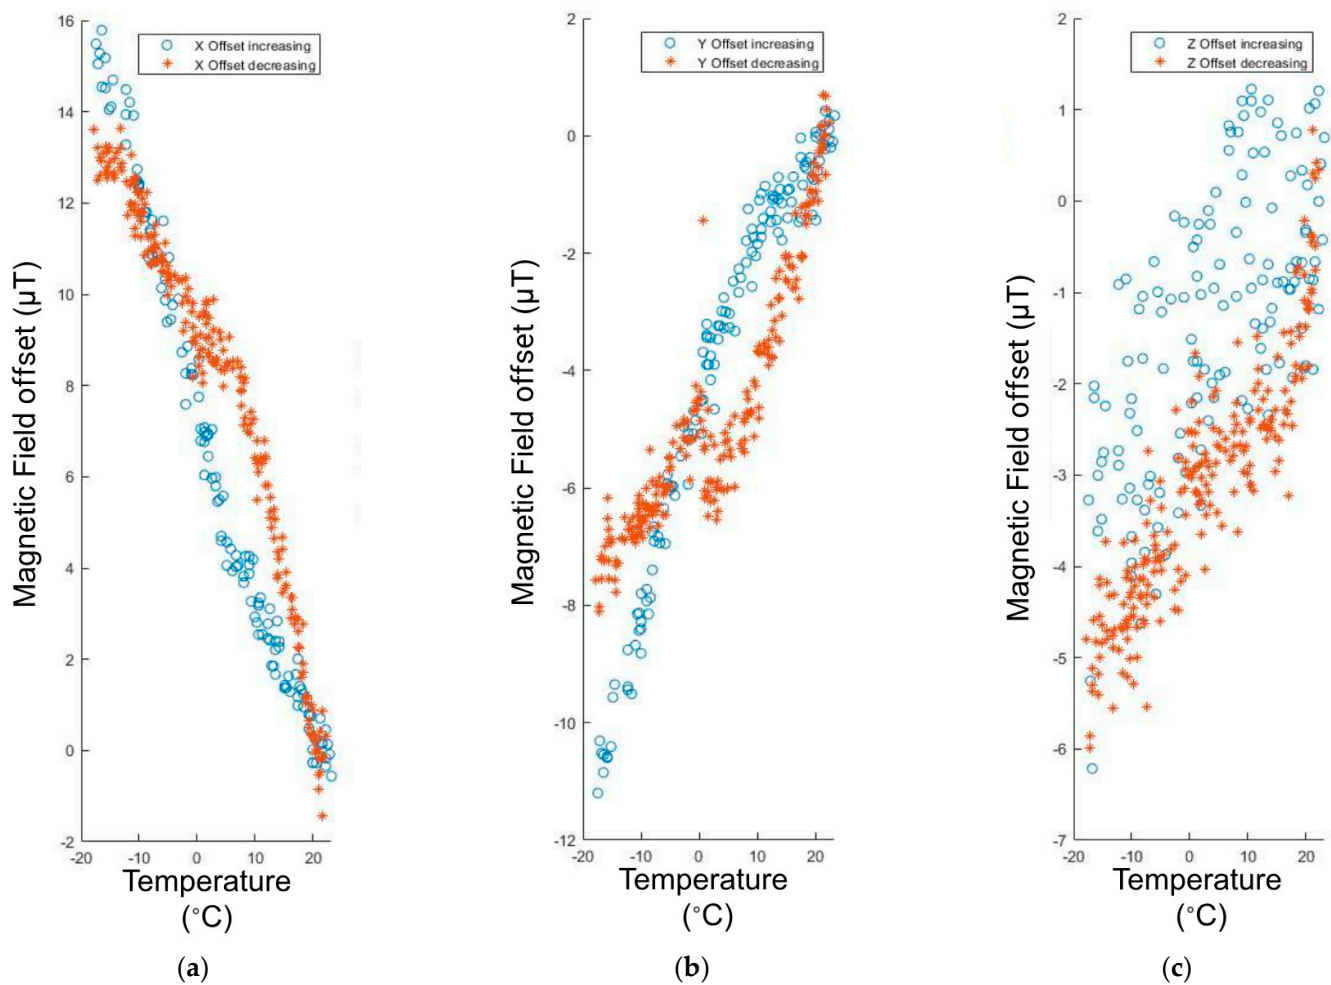 16
14
12
10
8
6
4
2
0
-2
-20
-10
0
10
20
X Offset increasing
X Offset decreasing
Magnetic Field offset (μT)
Temperature
(°C)
(a)
2
0
-2
-4
-6
-8
-10
-12
-20
-10
0
10
20
Y Offset increasing
Y Offset decreasing
Magnetic Field offset (μT)
Temperature
(°C)
(b)
2
1
0
-1
-2
-3
-4
-5
-6
-7
-20
-10
0
10
20
Z Offset increasing
Z Offset decreasing
Magnetic Field offset (μT)
Temperature
(°C)
(c)